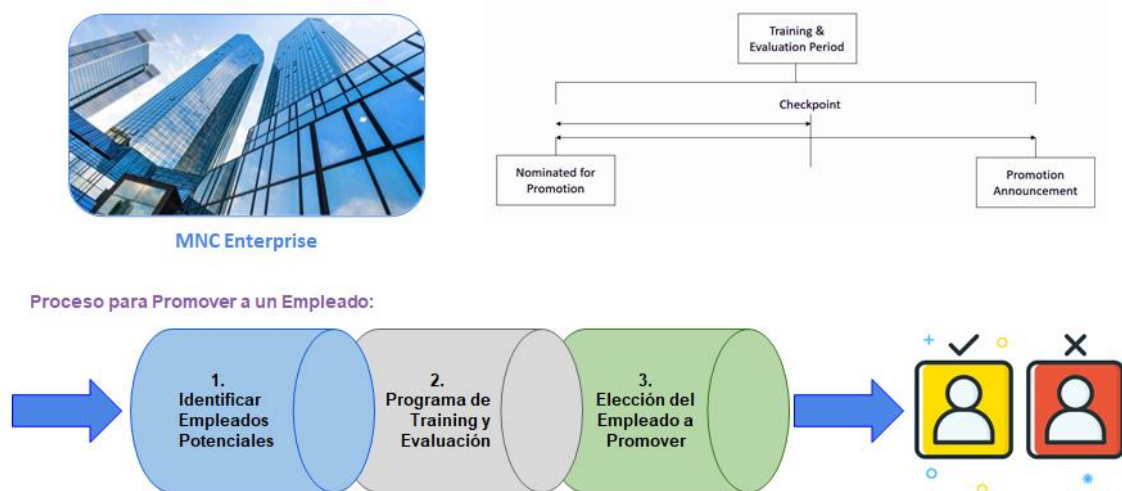 Training &
Evaluation Period
Checkpoint
Nominated for
Promotion
Promotion
Announcement
MNC Enterprise
Proceso para Promover a un Empleado:
1.
Identificar
Empleados
Potenciales
2.
Programa de
Training y
Evaluación
3.
Elección del
Empleado a
Promover